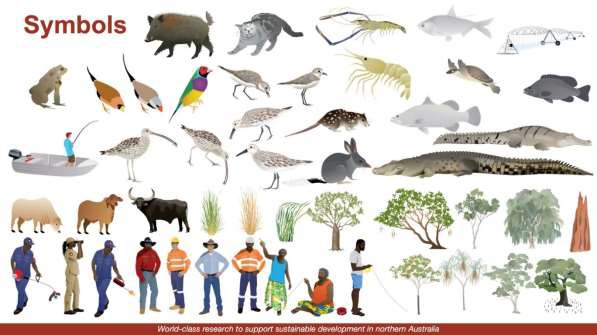 Symbols
World-class research to support sustainable development in northern Australia